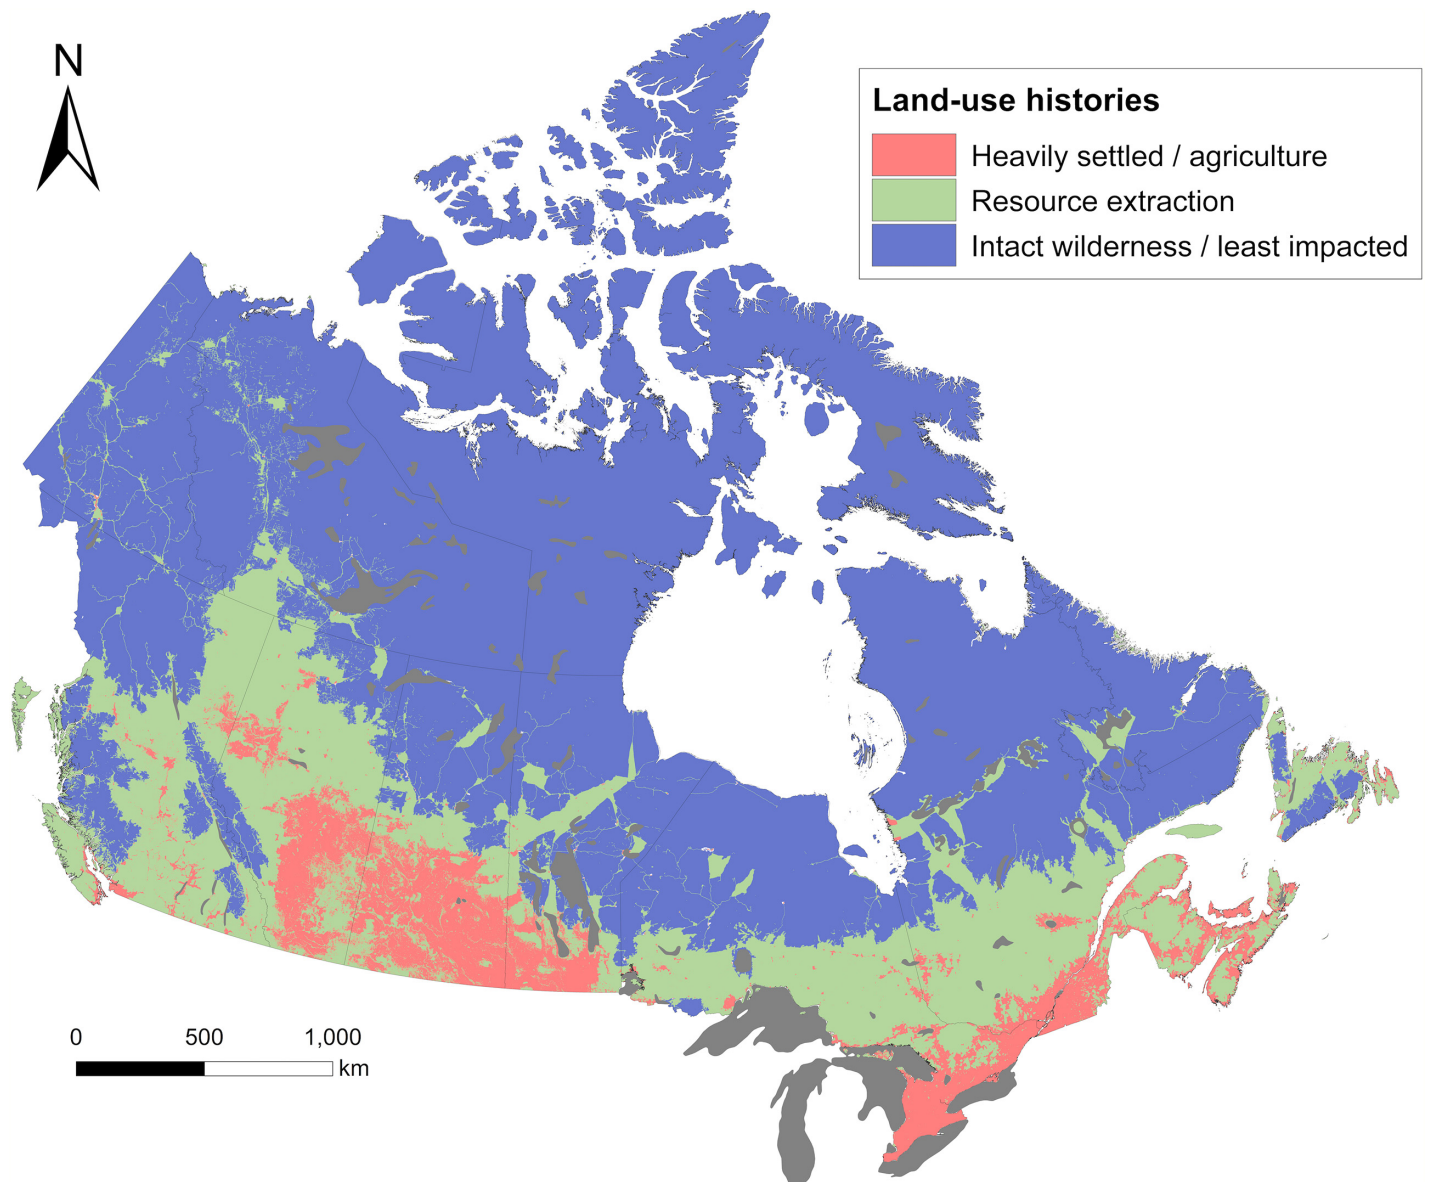 N
Land-use histories
Heavily settled / agriculture
Resource extraction
Intact wilderness / least impacted
0 500 1,000
km